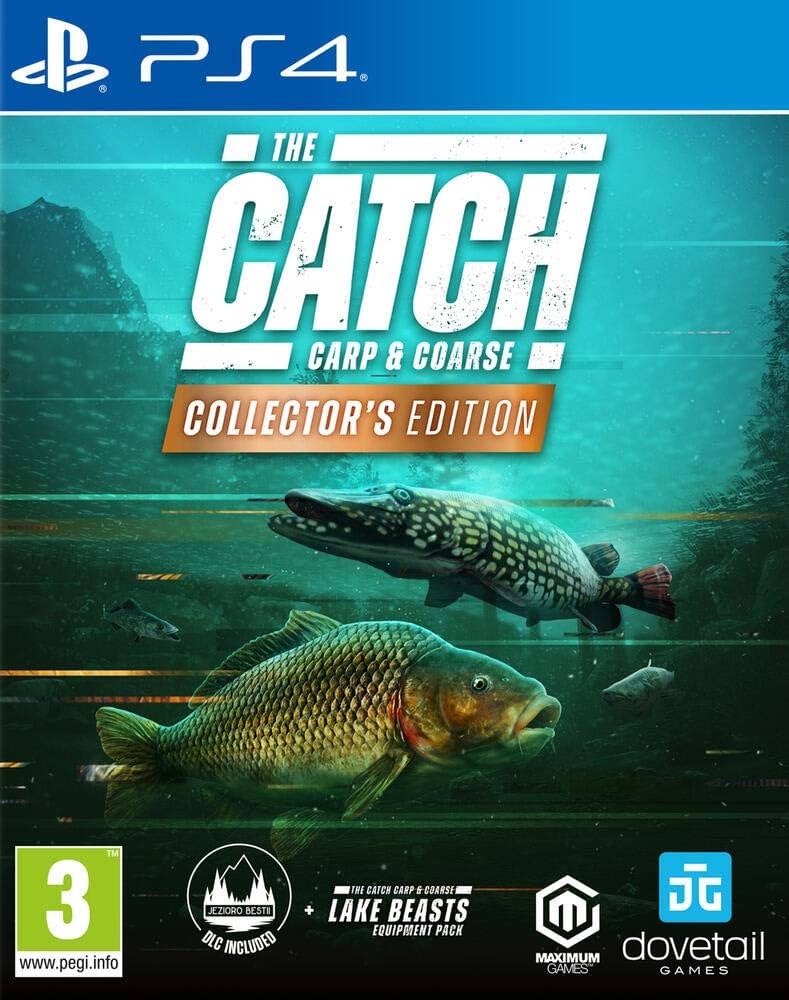 PS4
THE
CATCH
CARP & COARSE
COLLECTOR'S EDITION
3
www.pegi.info
JEZIORO BESTII
DLC INCLUDED
+
THE CATCH CARP & COARSE
LAKE BEASTS
EQUIPMENT PACK
MAXIMUM
GAMES™
dovetail
GAMES